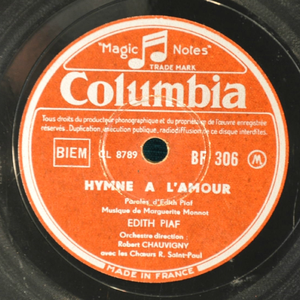 "Magic Notes"
TRADE MARK
Columbia
Tous droits du producteur phonographique et du propriétaire de l'œuvre enregistrée
réservés. Duplication, exécution publique, radiodiffusion de ce disque interdites.
BIEM CL 8789 BF 306 M
HYMNE A L'AMOUR
Paroles d'Edith Piaf
Musique de Marguerite Monnot
EDITH PIAF
Orchestre direction
Robert CHAUVIGNY
avec les Chœurs R. Saint-Paul
MADE IN FRANCE